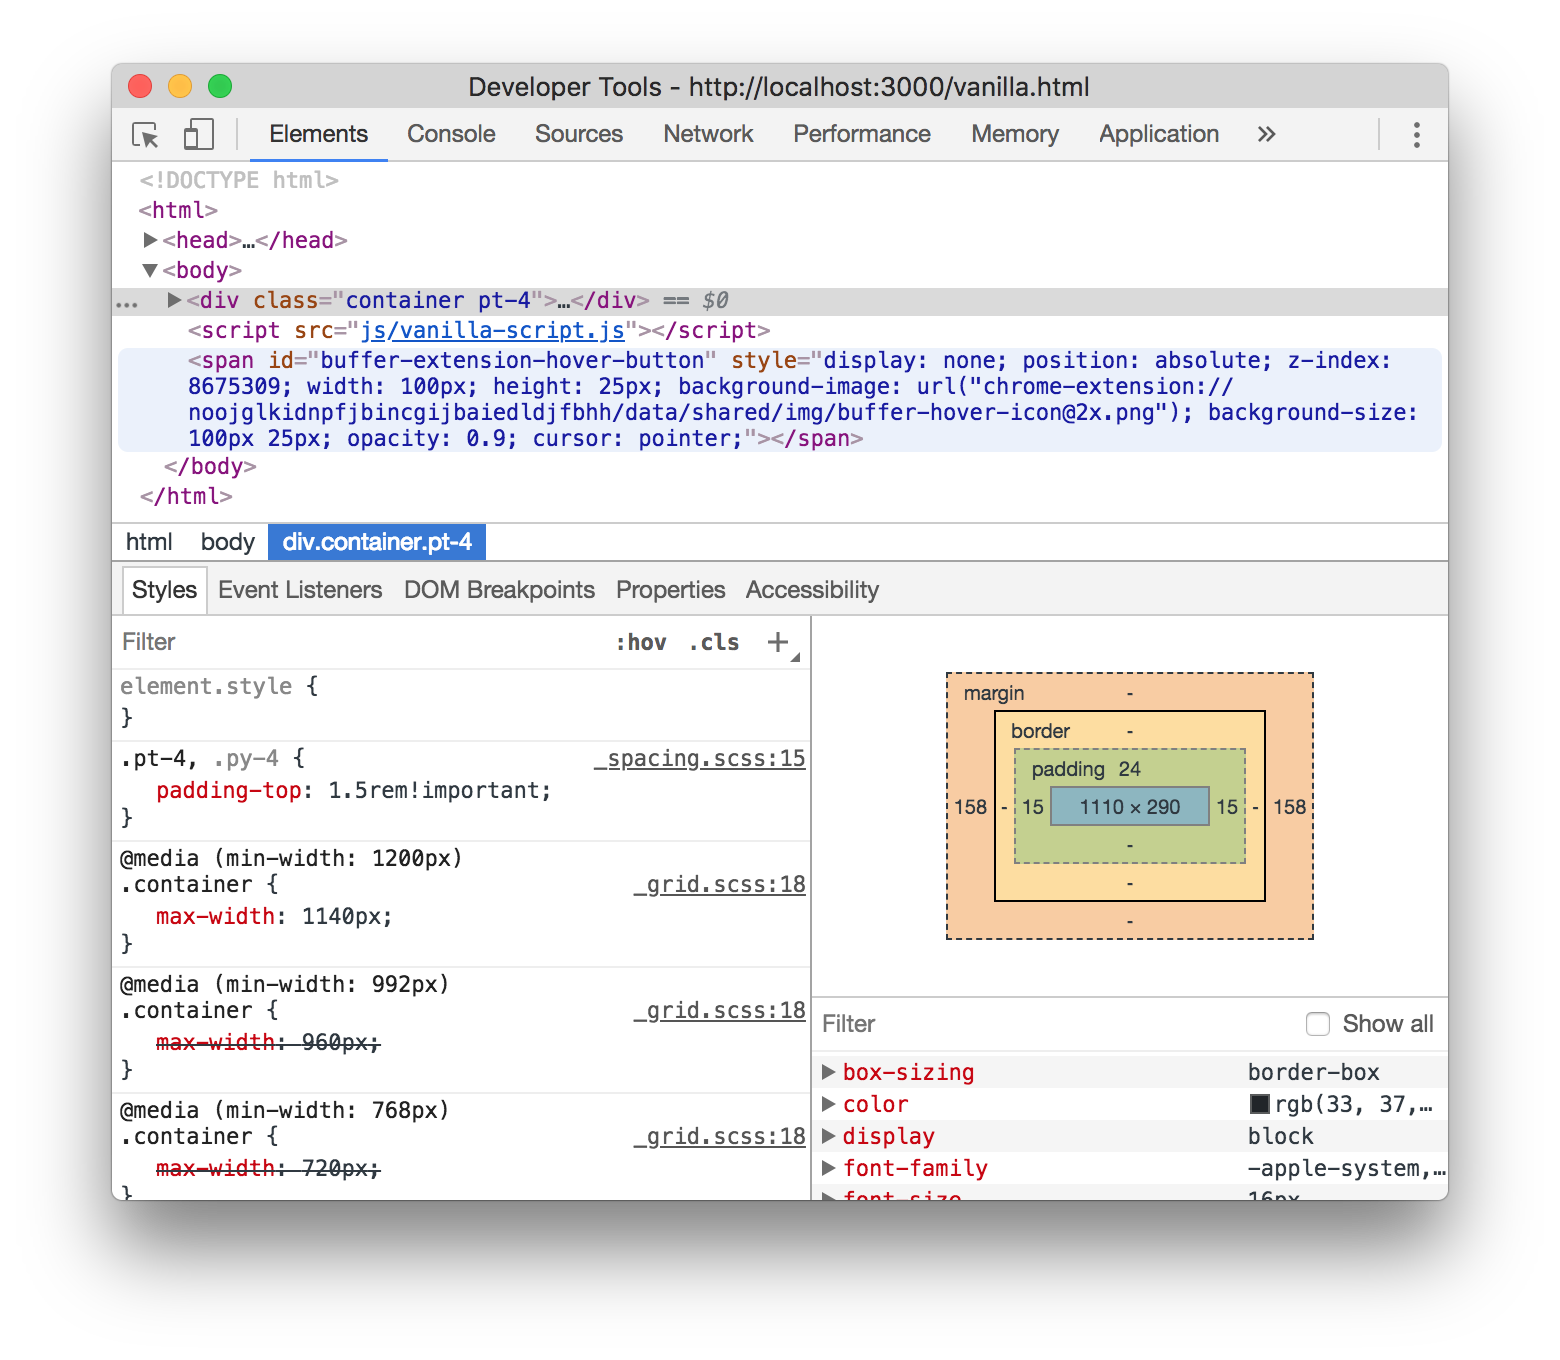 Developer Tools - http://localhost:3000/vanilla.html
Elements Console Sources Network Performance Memory Application »
<!DOCTYPE html>
<html>
▶<head>…</head>
▼<body>
… ▶<div class="container pt-4">…</div> == $0
<script src="js/vanilla-script.js"></script>
<span id="buffer-extension-hover-button" style="display: none; position: absolute; z-index:
8675309; width: 100px; height: 25px; background-image: url("chrome-extension://
noojglkidnpfjbincgijbaiedldjfbhh/data/shared/img/buffer-hover-icon@2x.png"); background-size:
100px 25px; opacity: 0.9; cursor: pointer;"></span>
</body>
</html>
html body div.container.pt-4
Styles Event Listeners DOM Breakpoints Properties Accessibility
Filter :hov .cls +
element.style {
}
.pt-4, .py-4 { _spacing.scss:15
padding-top: 1.5rem!important;
}
@media (min-width: 1200px)
.container { _grid.scss:18
max-width: 1140px;
}
@media (min-width: 992px)
.container { _grid.scss:18
max-width: 960px;
}
@media (min-width: 768px)
.container { _grid.scss:18
max-width: 720px;
}
margin -
border -
padding 24
158 - 15 1110 × 290 15 - 158
-
-
-
Filter Show all
▶ box-sizing border-box
▶ color rgb(33, 37,…
▶ display block
▶ font-family -apple-system,…
▶ font-size 16px